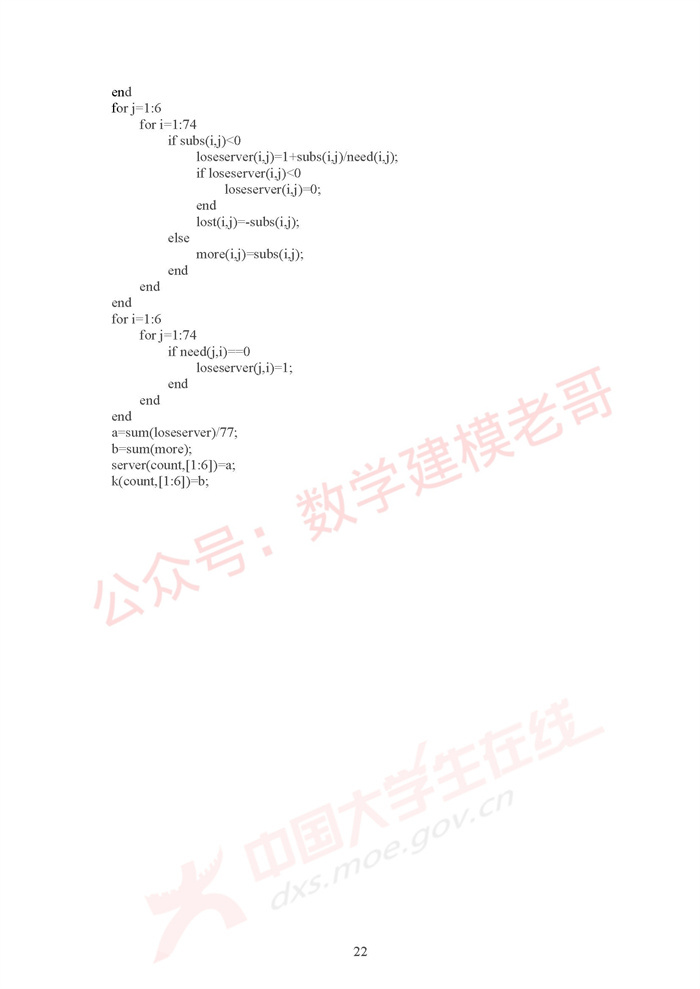 end
for j=1:6
for i=1:74
if subs(i,j)<0
loseserver(i,j)=1+subs(i,j)/need(i,j);
if loseserver(i,j)<0
loseserver(i,j)=0;
end
lost(i,j)=-subs(i,j);
else
more(i,j)=subs(i,j);
end
end
end
for i=1:6
for j=1:74
if need(j,i)==0
loseserver(j,i)=1;
end
end
end
a=sum(loseserver)/77;
b=sum(more);
server(count,[1:6])=a;
k(count,[1:6])=b;
公众号：数学建模老哥
中国大学生在线
dxs.moe.gov.cn
22